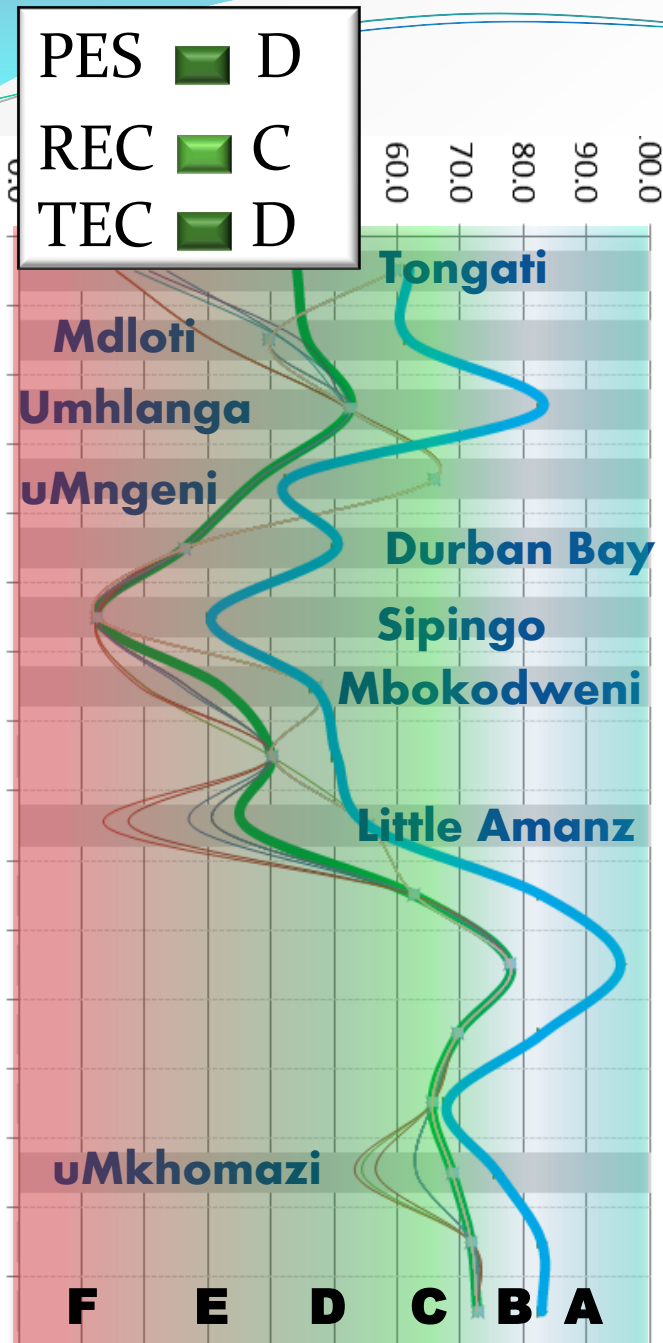 PES D
REC C
TEC D
60.0
70.0
80.0
90.0
00.0
Tongati
Mdloti
Umhlanga
uMngeni
Durban Bay
Sipingo
Mbokodweni
Little Amanz
uMkhomazi
F E D C B A